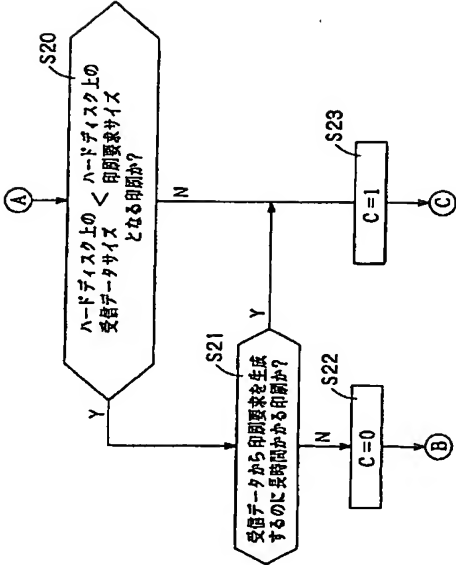 A
S20
ハードディスク上の 受信データサイズ < ハードディスク上の 印刷要求サイズ
となる印刷か?
Y
N
S21
受信データから印刷要求を生成
するのに長時間かかる印刷か?
Y
N
S22
C=0
S23
C=1
B
C